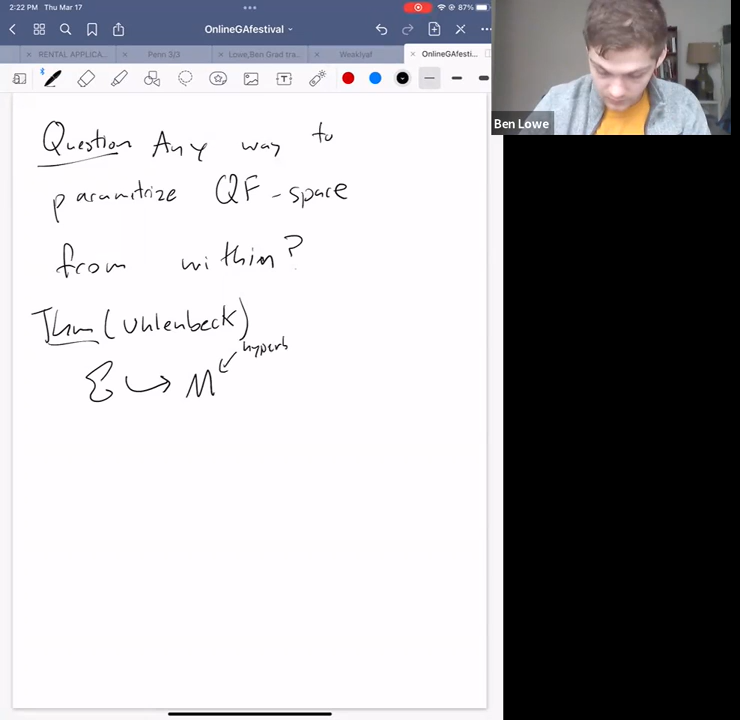 2:22 PM Thu Mar 17
87%
OnlineGAfestival
RENTAL APPLICA...
Penn 3/3
Lowe,Ben Grad tra...
Weaklyaf
OnlineGAfesti...
Ben Lowe
Question Any way to
parametrize QF-space
from within?
Thm (Uhlenbeck)
hyperb
Σ ↪ M